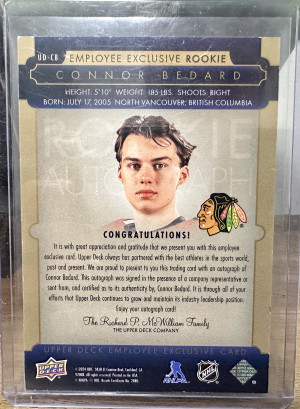 UD-CB
EMPLOYEE EXCLUSIVE ROOKIE
CONNOR BEDARD
HEIGHT: 5'10" WEIGHT: 185 LBS. SHOOTS: RIGHT
BORN: JULY 17, 2005 NORTH VANCOUVER, BRITISH COLUMBIA
ROOKIE
AUTOGRAPH
CONGRATULATIONS!
It is with great appreciation and gratitude that we present you with this employee
exclusive card. Upper Deck always has partnered with the best athletes in the sports world,
past and present. We are proud to present to you this trading card with an autograph of
Connor Bedard. This autograph was signed in the presence of a company representative or
sent from, and certified as to its authenticity by, Connor Bedard. It is through all of your
efforts that Upper Deck continues to grow and maintain its industry leadership position.
Enjoy your autograph card!
The Richard P. McWilliam Family
THE UPPER DECK COMPANY
UPPER DECK EMPLOYEE-EXCLUSIVE CARD
UPPER DECK
NHLPA
NHL